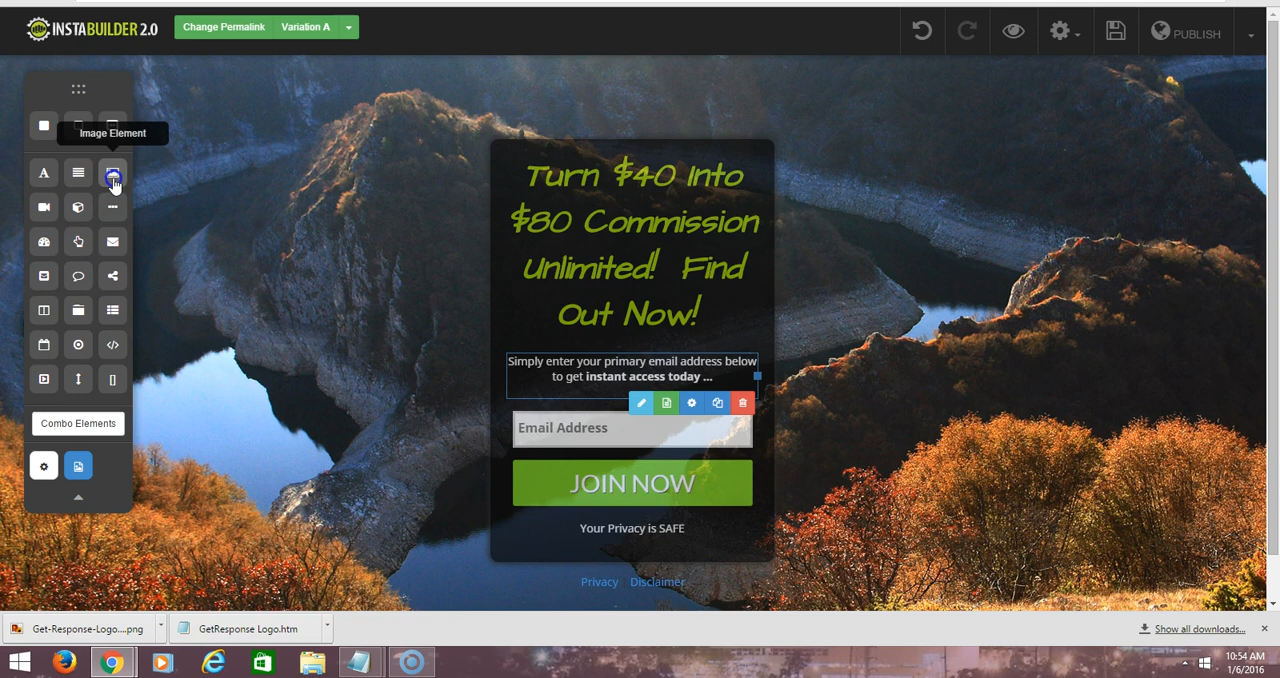 INSTABUILDER 2.0
Change Permalink
Variation A
PUBLISH
Image Element
A
Combo Elements
Turn $40 Into
$80 Commission
Unlimited! Find
Out Now!
Simply enter your primary email address below
to get instant access today ...
Email Address
JOIN NOW
Your Privacy is SAFE
Privacy Disclaimer
Get-Response-Logo....png
GetResponse Logo.htm
Show all downloads...
10:54 AM
1/6/2016